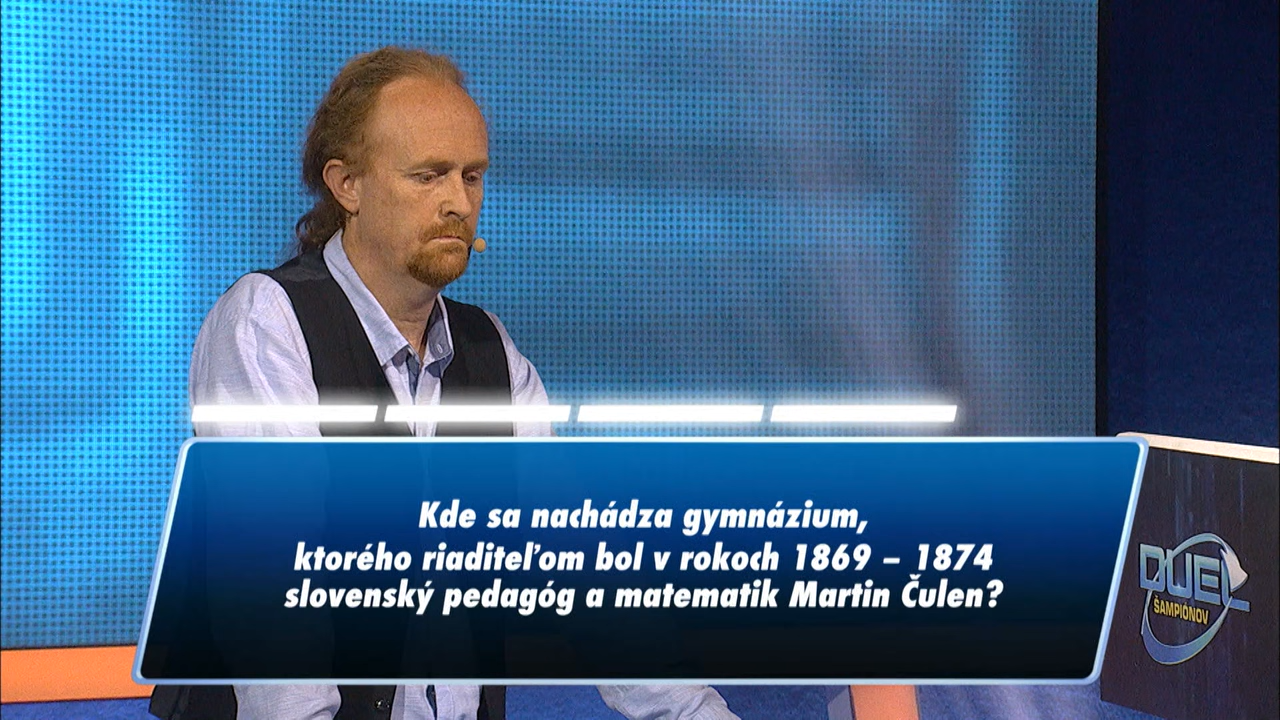 Kde sa nachádza gymnázium,
ktorého riaditeľom bol v rokoch 1869 – 1874
slovenský pedagóg a matematik Martin Čulen?
DUEL
ŠAMPIÓNOV